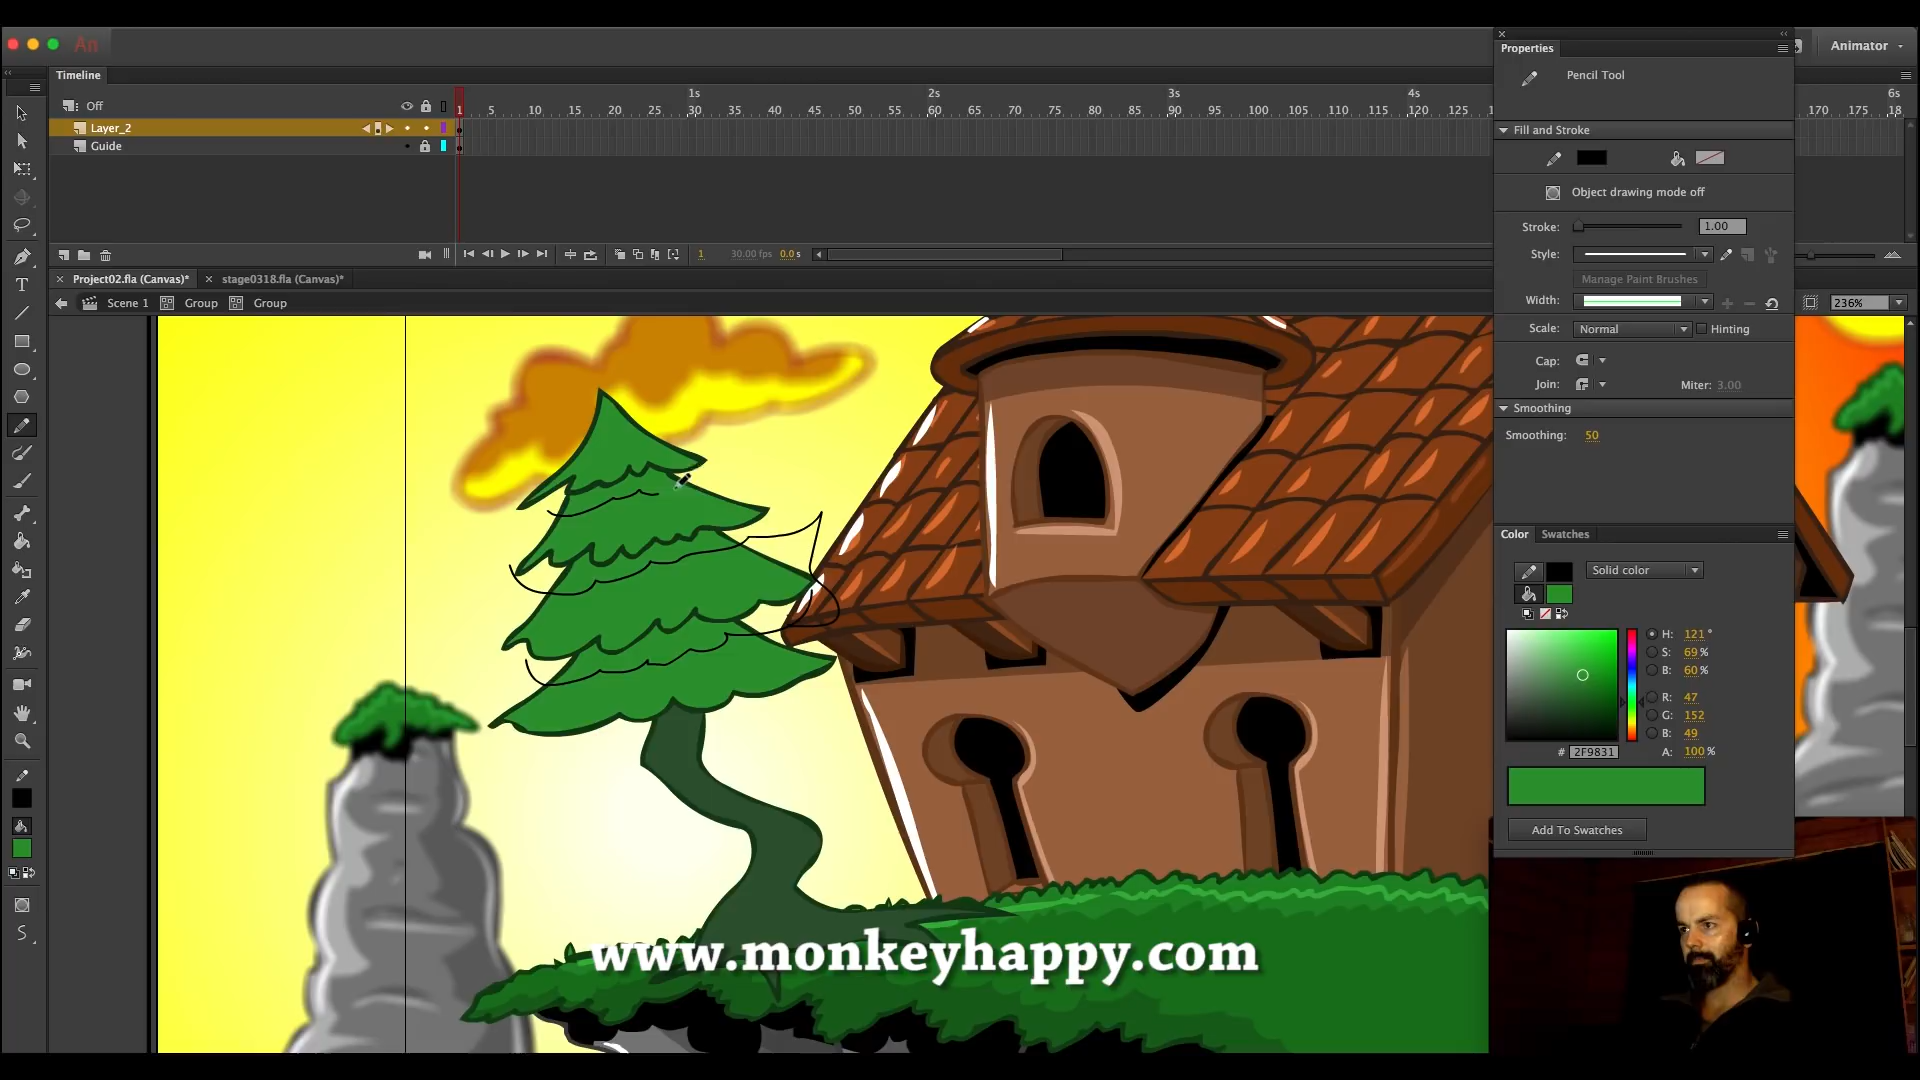 An
Properties
Animator
Timeline
Pencil Tool
Off
1s 2s 3s 4s 6s
1 5 10 15 20 25 30 35 40 45 50 55 60 65 70 75 80 85 90 95 100 105 110 115 120 125 170 175 18
Layer_2
Guide
Fill and Stroke
Object drawing mode off
Stroke: 1.00
1 30.00 fps 0.0 s
Style:
Project02.fla (Canvas)* stage0318.fla (Canvas)*
Manage Paint Brushes
Scene 1 Group Group
Width:
236%
Scale: Normal Hinting
Cap:
Join: Miter: 3.00
Smoothing
Smoothing: 50
Color Swatches
Solid color
H: 121 °
S: 69 %
B: 60 %
R: 47
G: 152
B: 49
# 2F9831 A: 100 %
Add To Swatches
www.monkeyhappy.com